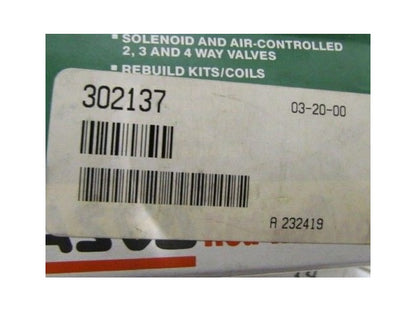 ■ SOLENOID AND AIR-CONTROLLED
2, 3 AND 4 WAY VALVES
■ REBUILD KITS/COILS
302137 03-20-00
A 232419